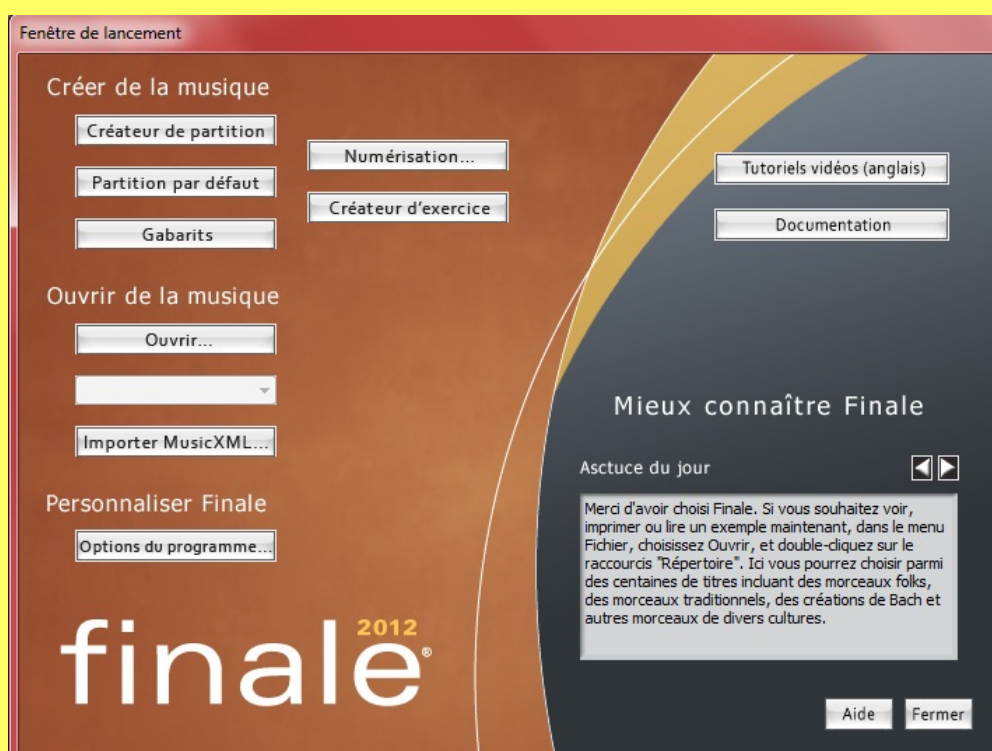 Fenêtre de lancement
Créer de la musique
Créateur de partition
Partition par défaut
Gabarits
Numérisation...
Créateur d'exercice
Tutoriels vidéos (anglais)
Documentation
Ouvrir de la musique
Ouvrir...
Importer MusicXML...
Personnaliser Finale
Options du programme...
finale® 2012
Mieux connaître Finale
Asctuce du jour
Merci d'avoir choisi Finale. Si vous souhaitez voir,
imprimer ou lire un exemple maintenant, dans le menu
Fichier, choisissez Ouvrir, et double-cliquez sur le
raccourcis "Répertoire". Ici vous pourrez choisir parmi
des centaines de titres incluant des morceaux folks,
des morceaux traditionnels, des créations de Bach et
autres morceaux de divers cultures.
Aide
Fermer